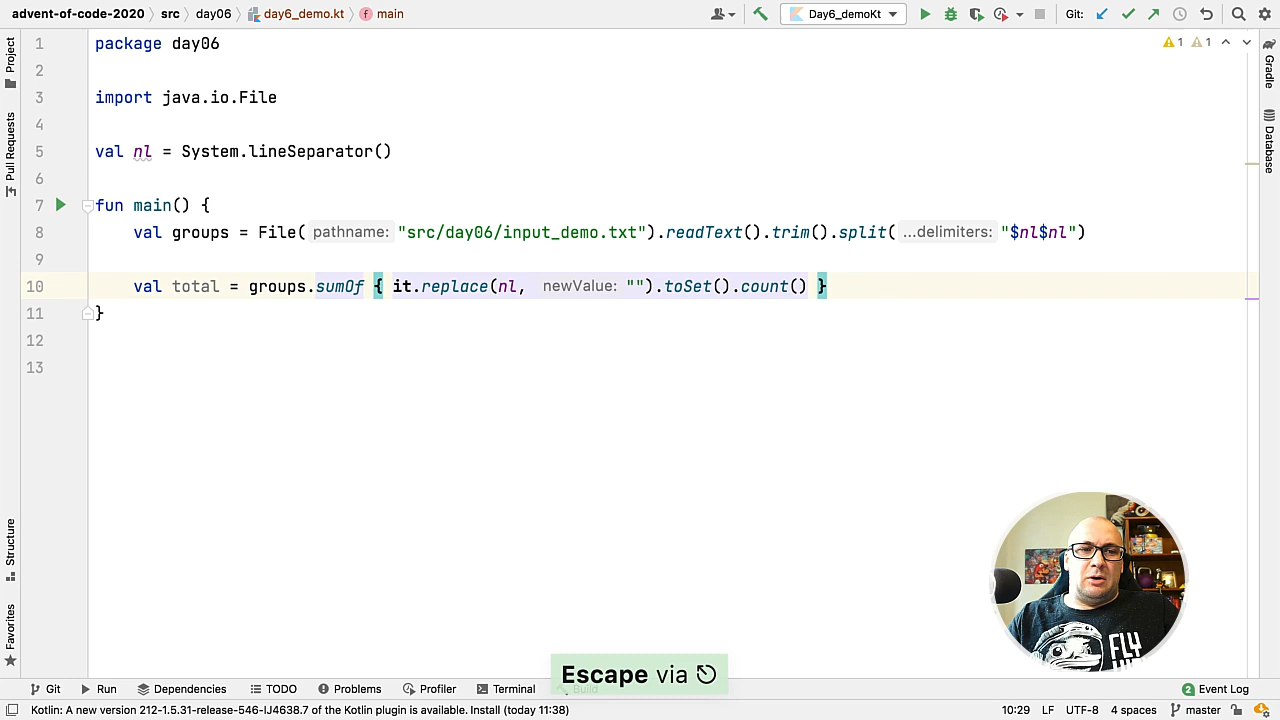 advent-of-code-2020 src day06 day6_demo.kt main Day6_demoKt Git:
Project
Pull Requests
Structure
Favorites
1 package day06
2
3 import java.io.File
4
5 val nl = System.lineSeparator()
6
7 fun main() {
8 val groups = File( pathname: "src/day06/input_demo.txt").readText().trim().split( ...delimiters: "$nl$nl")
9
10 val total = groups.sumOf { it.replace(nl, newValue: "").toSet().count() }
11 }
12
13
1 1
Gradle
Database
FLY
Escape via
Git Run Dependencies TODO Problems Profiler Terminal Build 2 Event Log
Kotlin: A new version 212-1.5.31-release-546-IJ4638.7 of the Kotlin plugin is available. Install (today 11:38) 10:29 LF UTF-8 4 spaces master